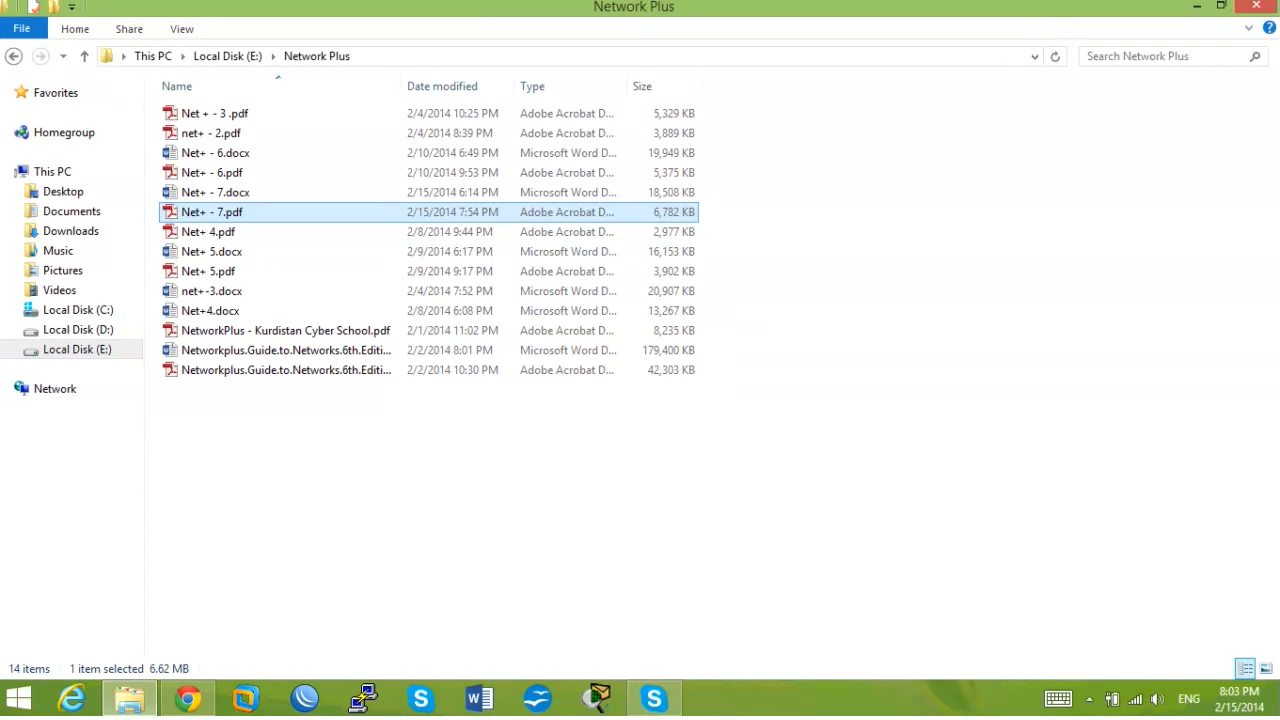 Network Plus
File Home Share View
This PC Local Disk (E:) Network Plus Search Network Plus
Name Date modified Type Size
Favorites
Homegroup
This PC
Desktop
Documents
Downloads
Music
Pictures
Videos
Local Disk (C:)
Local Disk (D:)
Local Disk (E:)
Network
Net + - 3 .pdf 2/4/2014 10:25 PM Adobe Acrobat D... 5,329 KB
net+ - 2.pdf 2/4/2014 8:39 PM Adobe Acrobat D... 3,889 KB
Net+ - 6.docx 2/10/2014 6:49 PM Microsoft Word D... 19,949 KB
Net+ - 6.pdf 2/10/2014 9:53 PM Adobe Acrobat D... 5,375 KB
Net+ - 7.docx 2/15/2014 6:14 PM Microsoft Word D... 18,508 KB
Net+ - 7.pdf 2/15/2014 7:54 PM Adobe Acrobat D... 6,782 KB
Net+ 4.pdf 2/8/2014 9:44 PM Adobe Acrobat D... 2,977 KB
Net+ 5.docx 2/9/2014 6:17 PM Microsoft Word D... 16,153 KB
Net+ 5.pdf 2/9/2014 9:17 PM Adobe Acrobat D... 3,902 KB
net+-3.docx 2/4/2014 7:52 PM Microsoft Word D... 20,907 KB
Net+4.docx 2/8/2014 6:08 PM Microsoft Word D... 13,267 KB
NetworkPlus - Kurdistan Cyber School.pdf 2/1/2014 11:02 PM Adobe Acrobat D... 8,235 KB
Networkplus.Guide.to.Networks.6th.Editi... 2/2/2014 8:01 PM Microsoft Word D... 179,400 KB
Networkplus.Guide.to.Networks.6th.Editi... 2/2/2014 10:30 PM Adobe Acrobat D... 42,303 KB
14 items 1 item selected 6.62 MB
ENG 8:03 PM
2/15/2014